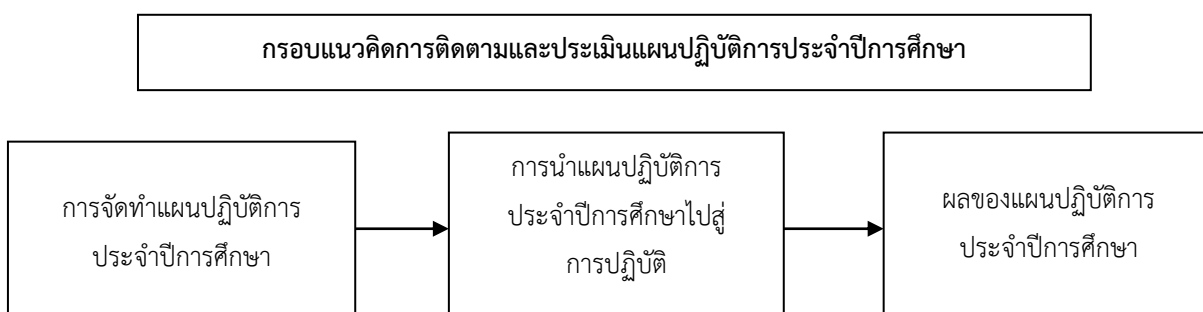 กรอบแนวคิดการติดตามและประเมินแผนปฏิบัติการประจำปีการศึกษา
การจัดทำแผนปฏิบัติการ
ประจำปีการศึกษา
การนำแผนปฏิบัติการ
ประจำปีการศึกษาไปสู่
การปฏิบัติ
ผลของแผนปฏิบัติการ
ประจำปีการศึกษา